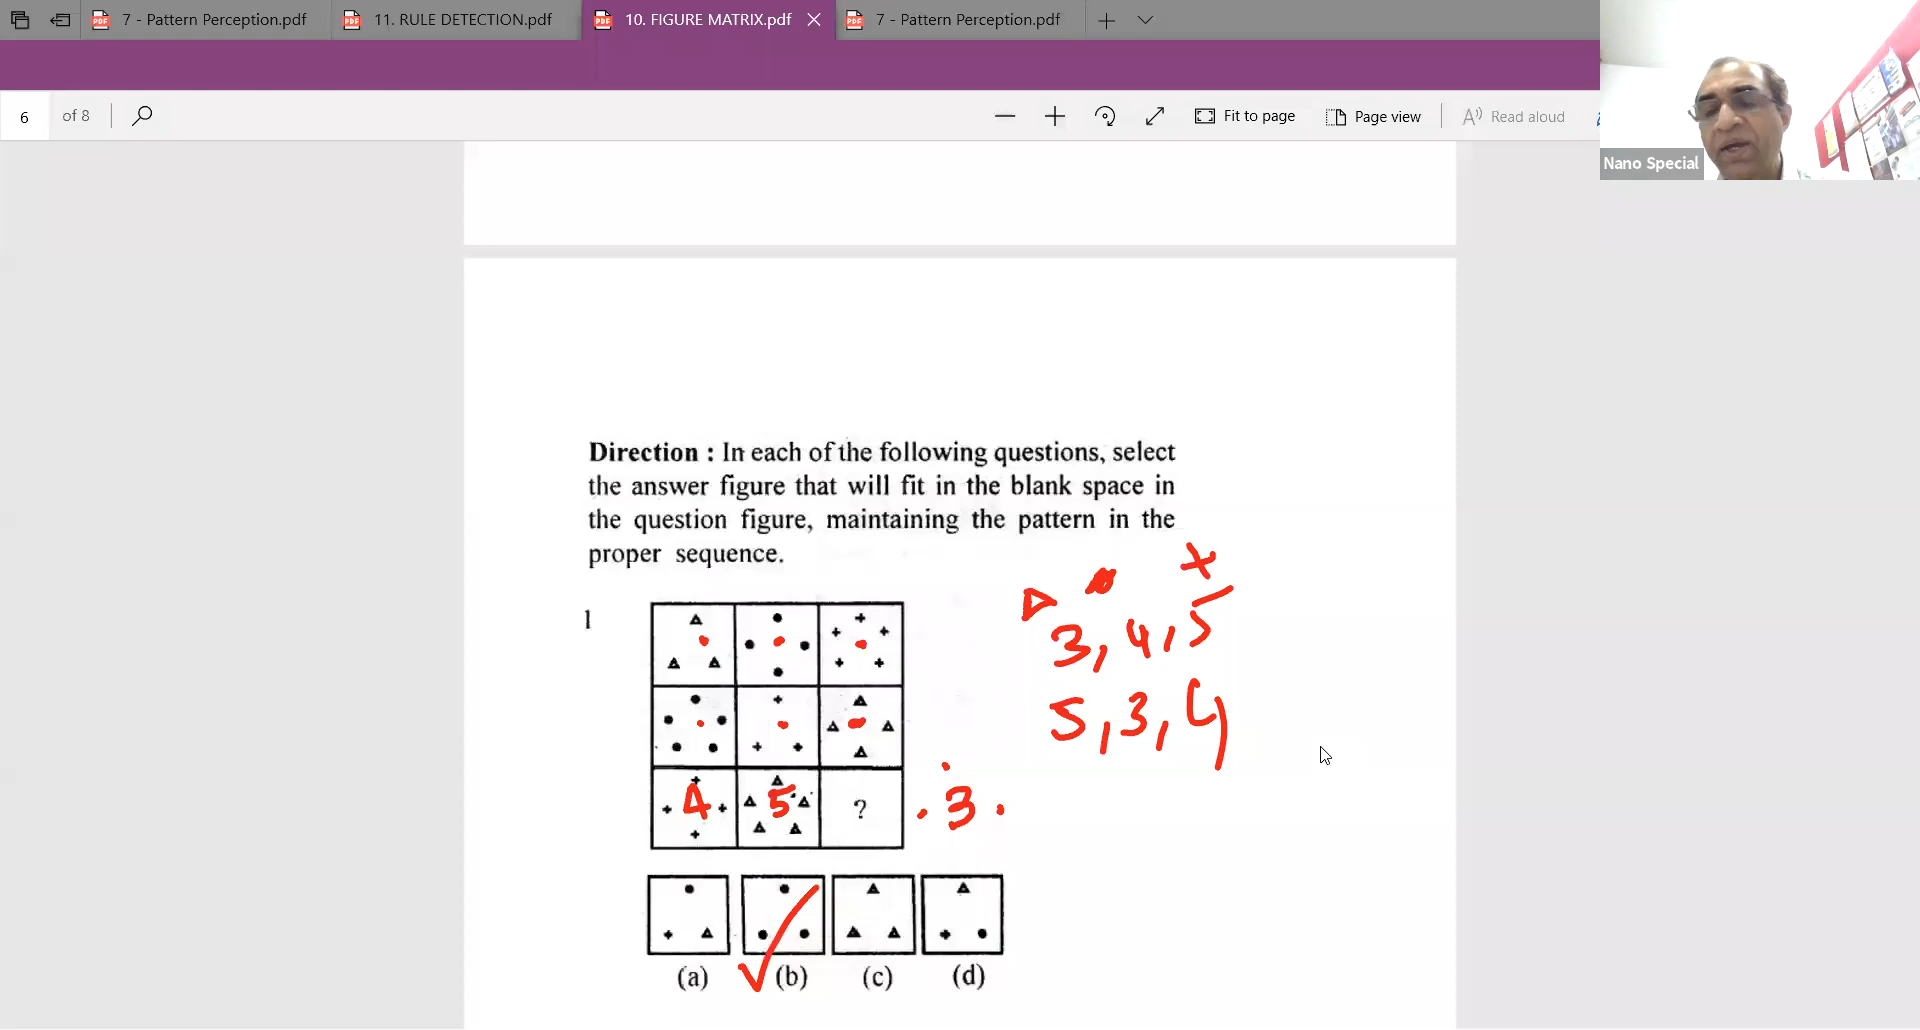 7 - Pattern Perception.pdf 11. RULE DETECTION.pdf 10. FIGURE MATRIX.pdf 7 - Pattern Perception.pdf
6 of 8 Fit to page Page view Read aloud
Nano Special
Direction : In each of the following questions, select
the answer figure that will fit in the blank space in
the question figure, maintaining the pattern in the
proper sequence.
1
3, 4, 5
5, 3, 4
4 5 ? 3
(a) (b) (c) (d)